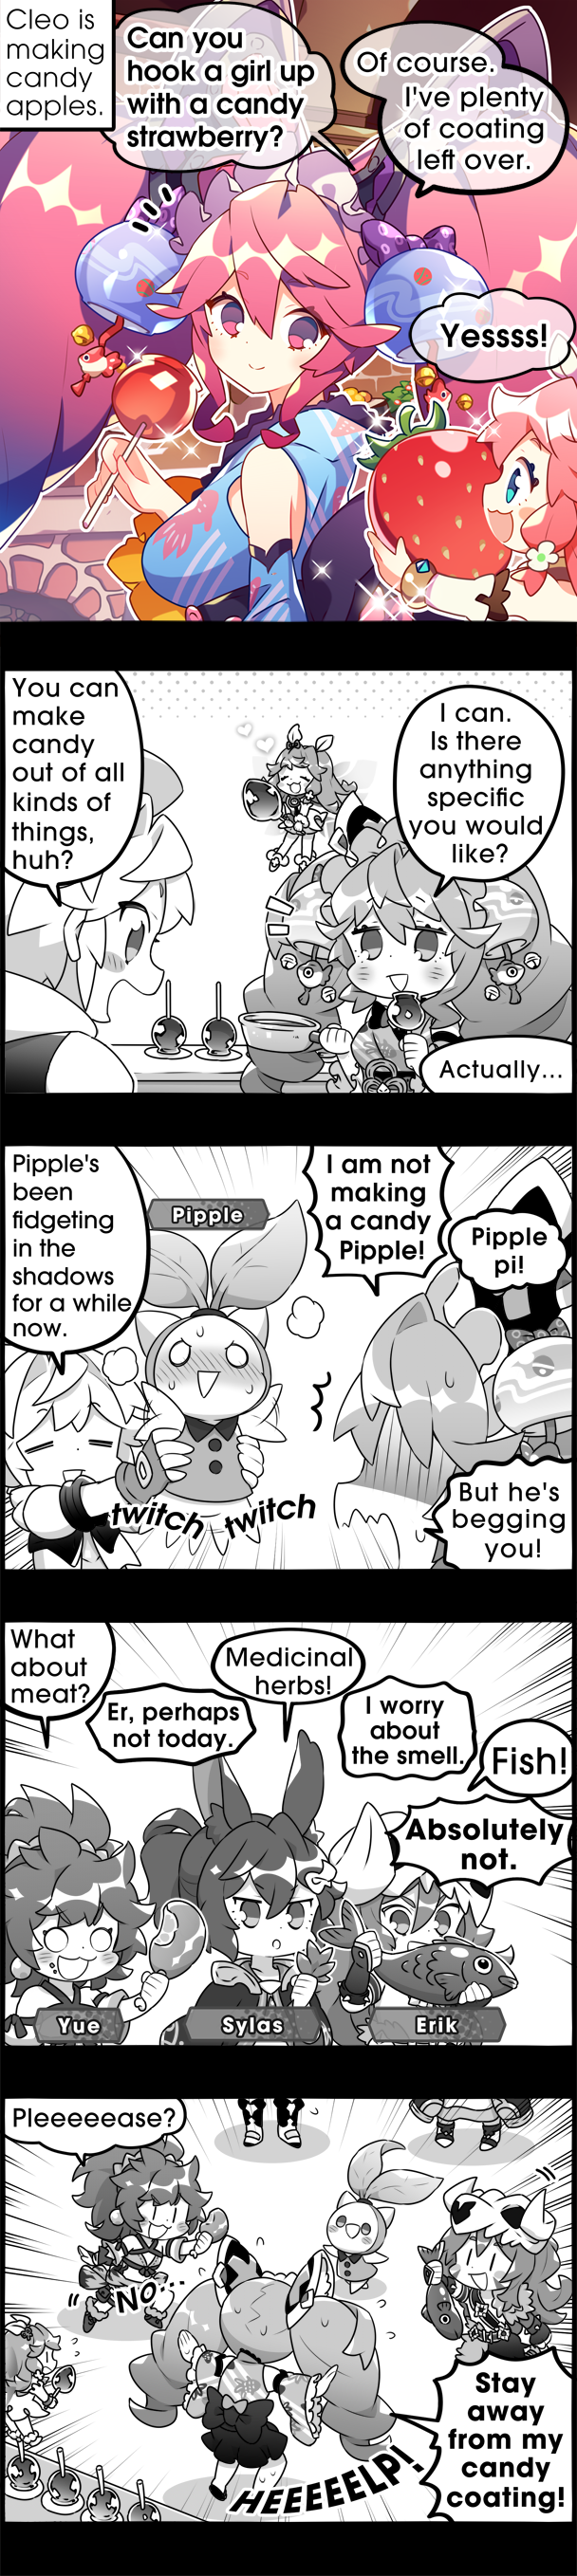 Cleo is
making
candy
apples.
Can you
hook a girl up
with a candy
strawberry?
Of course.
I've plenty
of coating
left over.
Yessss!
You can
make
candy
out of all
kinds of
things,
huh?
I can.
Is there
anything
specific
you would
like?
Actually...
Pipple's
been
fidgeting
in the
shadows
for a while
now.
Pipple
I am not
making
a candy
Pipple!
Pipple
pi!
twitch twitch
But he's
begging
you!
What
about
meat?
Er, perhaps
not today.
Medicinal
herbs!
I worry
about
the smell.
Fish!
Absolutely
not.
Yue
Sylas
Erik
Pleeeeease?
NO...
Stay
away
from my
candy
coating!
HEEEEELP!